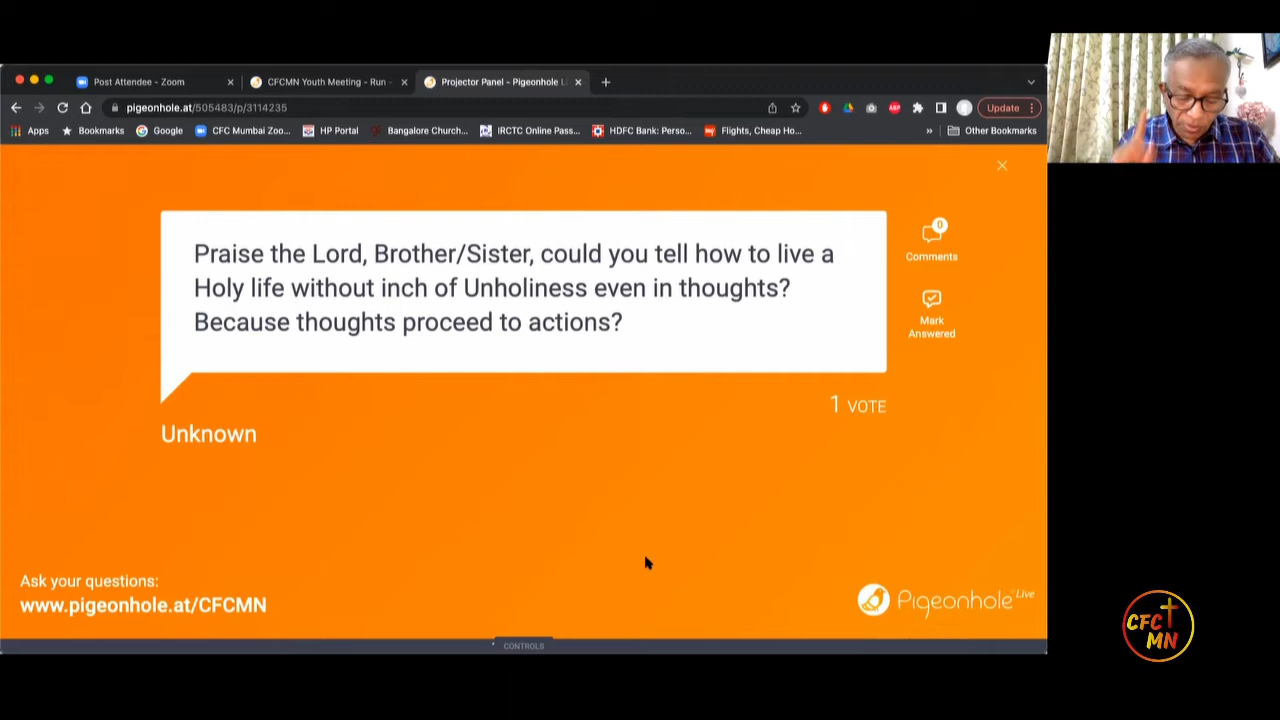 Post Attendee - Zoom
CFCMN Youth Meeting - Run
Projector Panel - Pigeonhole Li
pigeonhole.at/505483/p/3114235
Update
Apps
Bookmarks
Google
CFC Mumbai Zoo...
HP Portal
Bangalore Church...
IRCTC Online Pass...
HDFC Bank: Perso...
Flights, Cheap Ho...
»
Other Bookmarks
Praise the Lord, Brother/Sister, could you tell how to live a
Holy life without inch of Unholiness even in thoughts?
Because thoughts proceed to actions?
0
Comments
Mark
Answered
1 VOTE
Unknown
Ask your questions:
www.pigeonhole.at/CFCMN
Pigeonhole Live
CONTROLS
CFC
MN